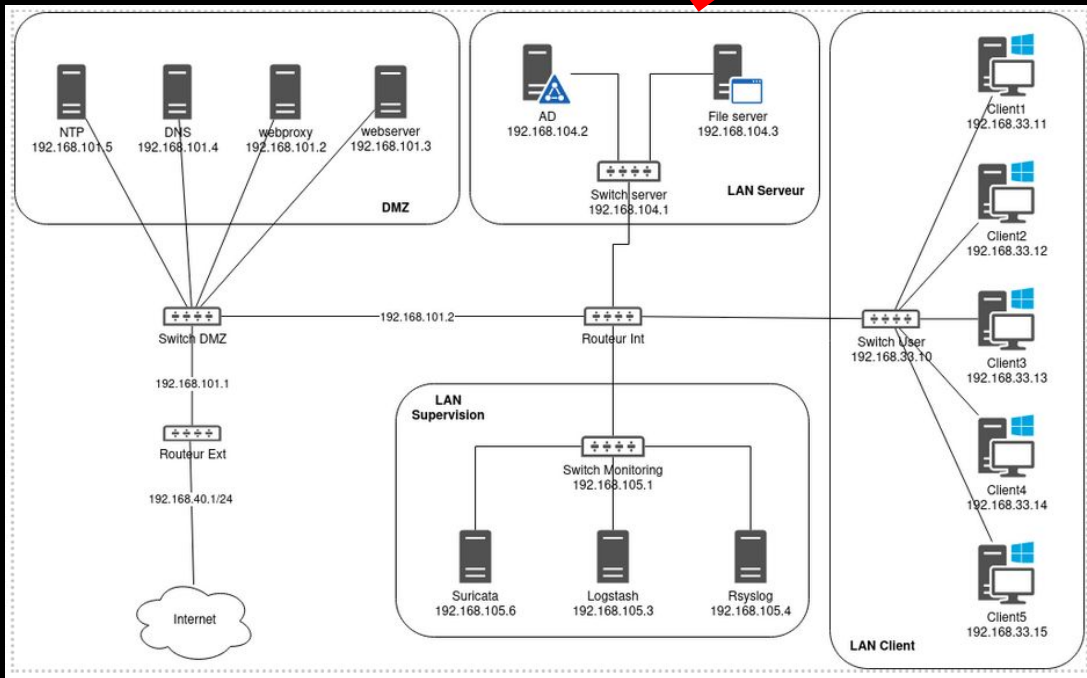 NTP
192.168.101.5
DNS
192.168.101.4
webproxy
192.168.101.2
webserver
192.168.101.3
DMZ
AD
192.168.104.2
File server
192.168.104.3
Switch server
192.168.104.1
LAN Serveur
Client1
192.168.33.11
Client2
192.168.33.12
Switch DMZ
192.168.101.2
Routeur Int
Switch User
192.168.33.10
Client3
192.168.33.13
192.168.101.1
Routeur Ext
192.168.40.1/24
Internet
LAN
Supervision
Switch Monitoring
192.168.105.1
Suricata
192.168.105.6
Logstash
192.168.105.3
Rsyslog
192.168.105.4
Client4
192.168.33.14
Client5
192.168.33.15
LAN Client